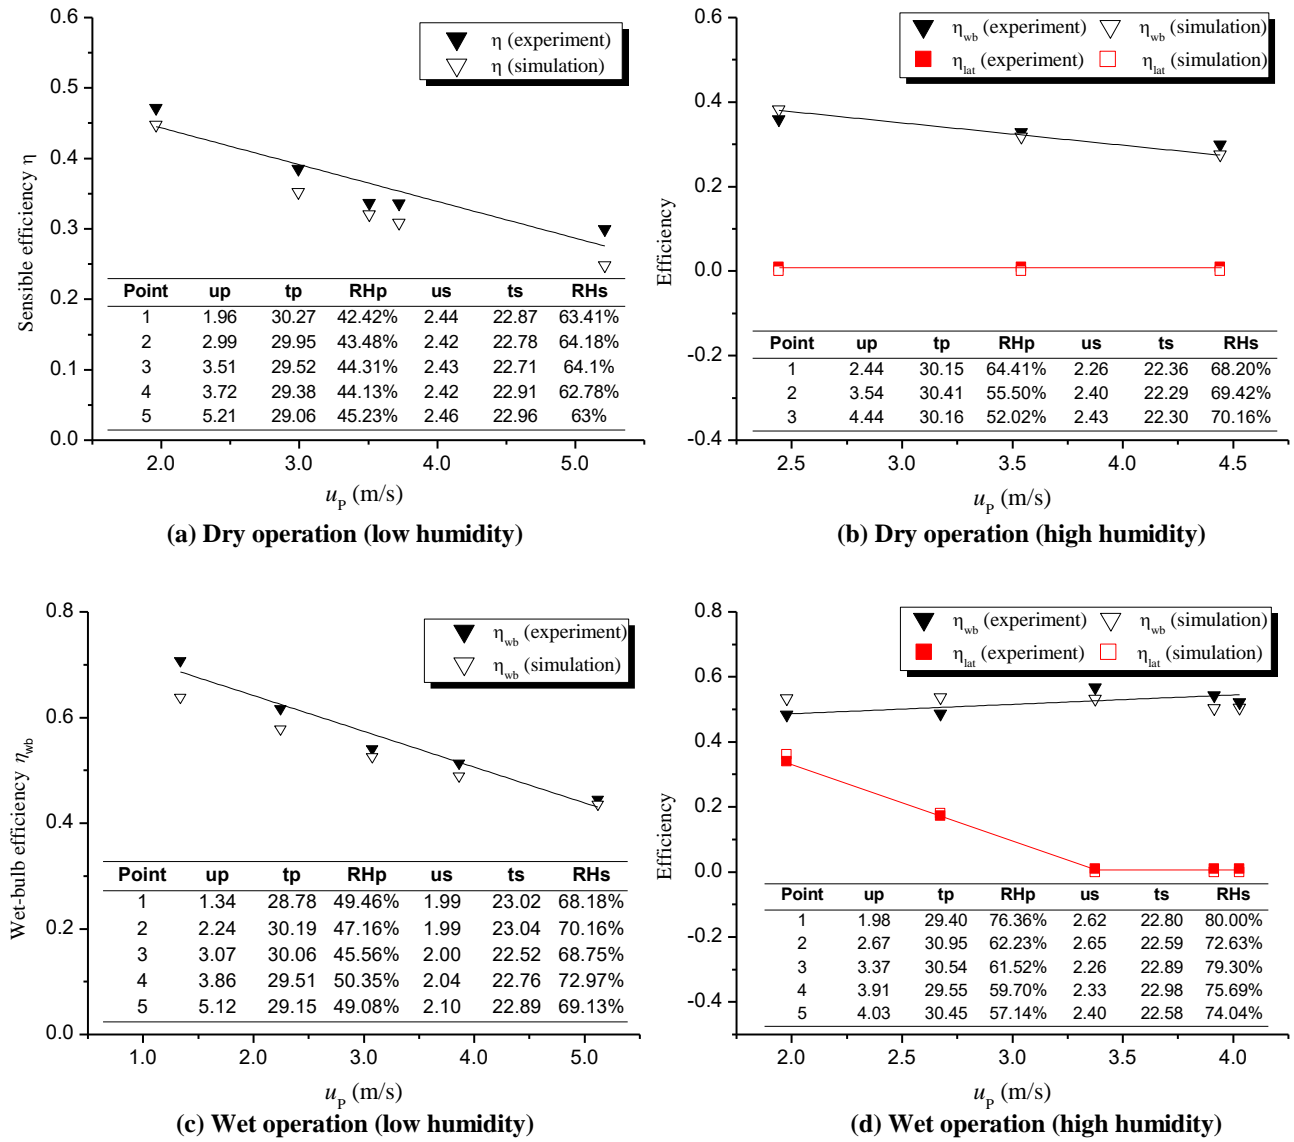 0.6
0.5
0.4
0.3
0.2
0.1
0.0
Sensible efficiency η
η (experiment)
η (simulation)
Point up tp RHp us ts RHs
1 1.96 30.27 42.42% 2.44 22.87 63.41%
2 2.99 29.95 43.48% 2.42 22.78 64.18%
3 3.51 29.52 44.31% 2.43 22.71 64.1%
4 3.72 29.38 44.13% 2.42 22.91 62.78%
5 5.21 29.06 45.23% 2.46 22.96 63%
2.0 3.0 4.0 5.0
u_P (m/s)
(a) Dry operation (low humidity)
0.6
0.4
0.2
0.0
-0.2
-0.4
Efficiency
η_wb (experiment) η_wb (simulation)
η_lat (experiment) η_lat (simulation)
Point up tp RHp us ts RHs
1 2.44 30.15 64.41% 2.26 22.36 68.20%
2 3.54 30.41 55.50% 2.40 22.29 69.42%
3 4.44 30.16 52.02% 2.43 22.30 70.16%
2.5 3.0 3.5 4.0 4.5
u_P (m/s)
(b) Dry operation (high humidity)
0.8
0.6
0.4
0.2
0.0
Wet-bulb efficiency η_wb
η_wb (experiment)
η_wb (simulation)
Point up tp RHp us ts RHs
1 1.34 28.78 49.46% 1.99 23.02 68.18%
2 2.24 30.19 47.16% 1.99 23.04 70.16%
3 3.07 30.06 45.56% 2.00 22.52 68.75%
4 3.86 29.51 50.35% 2.04 22.76 72.97%
5 5.12 29.15 49.08% 2.10 22.89 69.13%
1.0 2.0 3.0 4.0 5.0
u_P (m/s)
(c) Wet operation (low humidity)
0.8
0.6
0.4
0.2
0.0
-0.2
-0.4
Efficiency
η_wb (experiment) η_wb (simulation)
η_lat (experiment) η_lat (simulation)
Point up tp RHp us ts RHs
1 1.98 29.40 76.36% 2.62 22.80 80.00%
2 2.67 30.95 62.23% 2.65 22.59 72.63%
3 3.37 30.54 61.52% 2.26 22.89 79.30%
4 3.91 29.55 59.70% 2.33 22.98 75.69%
5 4.03 30.45 57.14% 2.40 22.58 74.04%
2.0 2.5 3.0 3.5 4.0
u_P (m/s)
(d) Wet operation (high humidity)